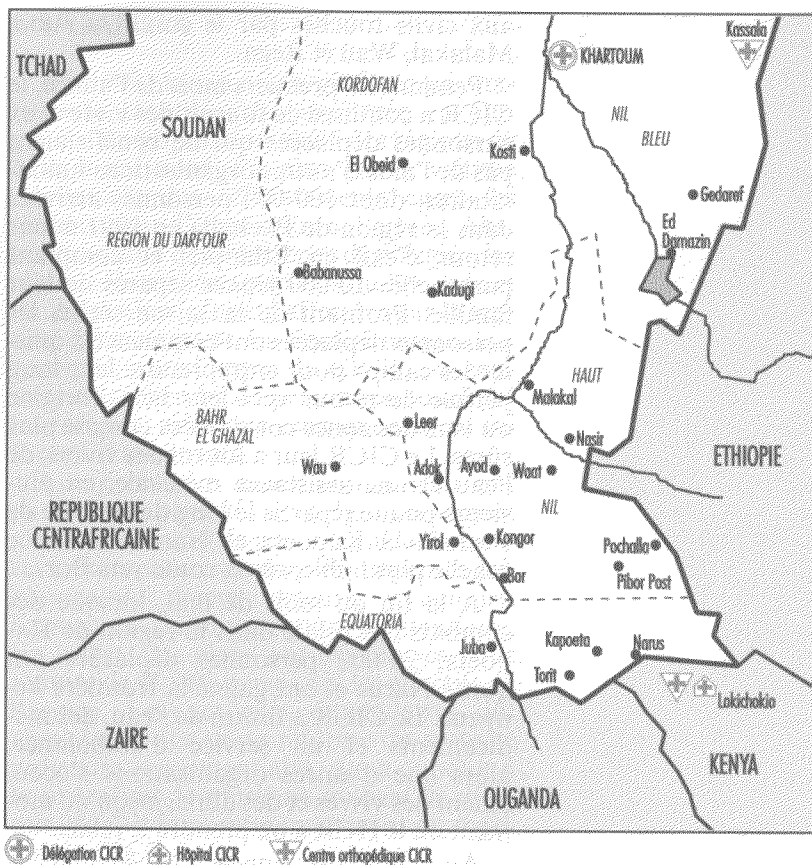 KHARTOUM
Kassala
TCHAD
KORDOFAN
NIL
BLEU
SOUDAN
Kosti
El Obeid
Gedaref
REGION DU DARFOUR
Ed
Damazin
Babanussa
Kadugi
HAUT
Malakal
BAHR
EL GHAZAL
Leer
Nasir
ETHIOPIE
Wau
Adok
Ayod
Waat
NIL
REPUBLIQUE
CENTRAFRICAINE
Yirol
Kongor
Pochalla
Bor
Pibor Post
EQUATORIA
Juba
Kapoeta
Narus
Torit
Lokichokio
ZAIRE
KENYA
OUGANDA
Délégation CICR
Hôpital CICR
Centre orthopédique CICR